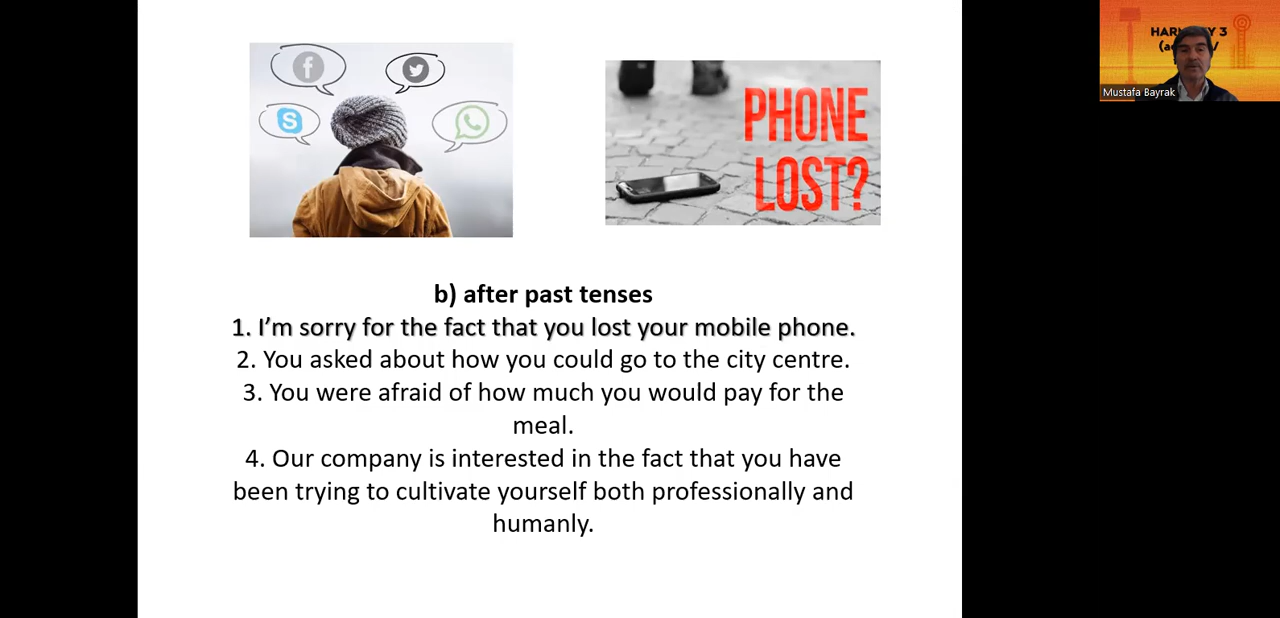 PHONE
LOST?
HAR
Y 3
Mustafa Bayrak
b) after past tenses
1. I’m sorry for the fact that you lost your mobile phone.
2. You asked about how you could go to the city centre.
3. You were afraid of how much you would pay for the
meal.
4. Our company is interested in the fact that you have
been trying to cultivate yourself both professionally and
humanly.